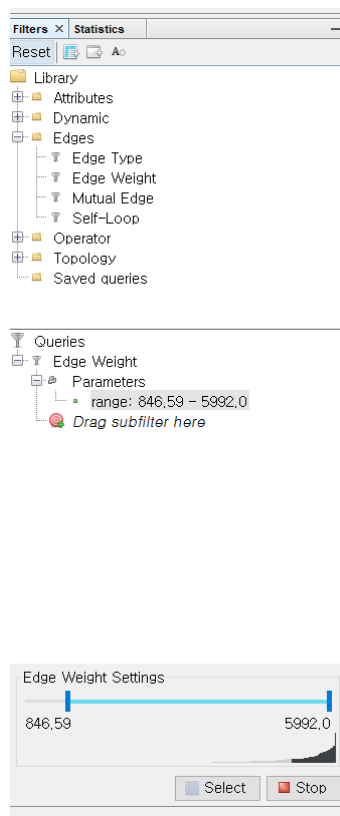 Filters × Statistics
Reset
Library
Attributes
Dynamic
Edges
Edge Type
Edge Weight
Mutual Edge
Self-Loop
Operator
Topology
Saved queries
Queries
Edge Weight
Parameters
range: 846,59 - 5992,0
Drag subfilter here
Edge Weight Settings
846,59 5992,0
Select Stop